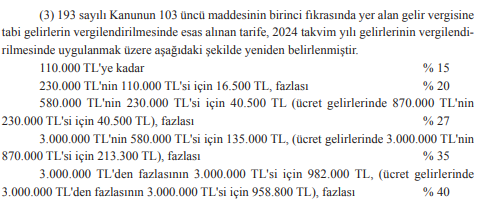 (3) 193 sayılı Kanunun 103 üncü maddesinin birinci fıkrasında yer alan gelir vergisine
tabi gelirlerin vergilendirilmesinde esas alınan tarife, 2024 takvim yılı gelirlerinin vergilendi-
rilmesinde uygulanmak üzere aşağıdaki şekilde yeniden belirlenmiştir.
110.000 TL'ye kadar % 15
230.000 TL'nin 110.000 TL'si için 16.500 TL, fazlası % 20
580.000 TL'nin 230.000 TL'si için 40.500 TL (ücret gelirlerinde 870.000 TL'nin
230.000 TL'si için 40.500 TL), fazlası % 27
3.000.000 TL'nin 580.000 TL'si için 135.000 TL, (ücret gelirlerinde 3.000.000 TL'nin
870.000 TL'si için 213.300 TL), fazlası % 35
3.000.000 TL'den fazlasının 3.000.000 TL'si için 982.000 TL, (ücret gelirlerinde
3.000.000 TL'den fazlasının 3.000.000 TL'si için 958.800 TL), fazlası % 40